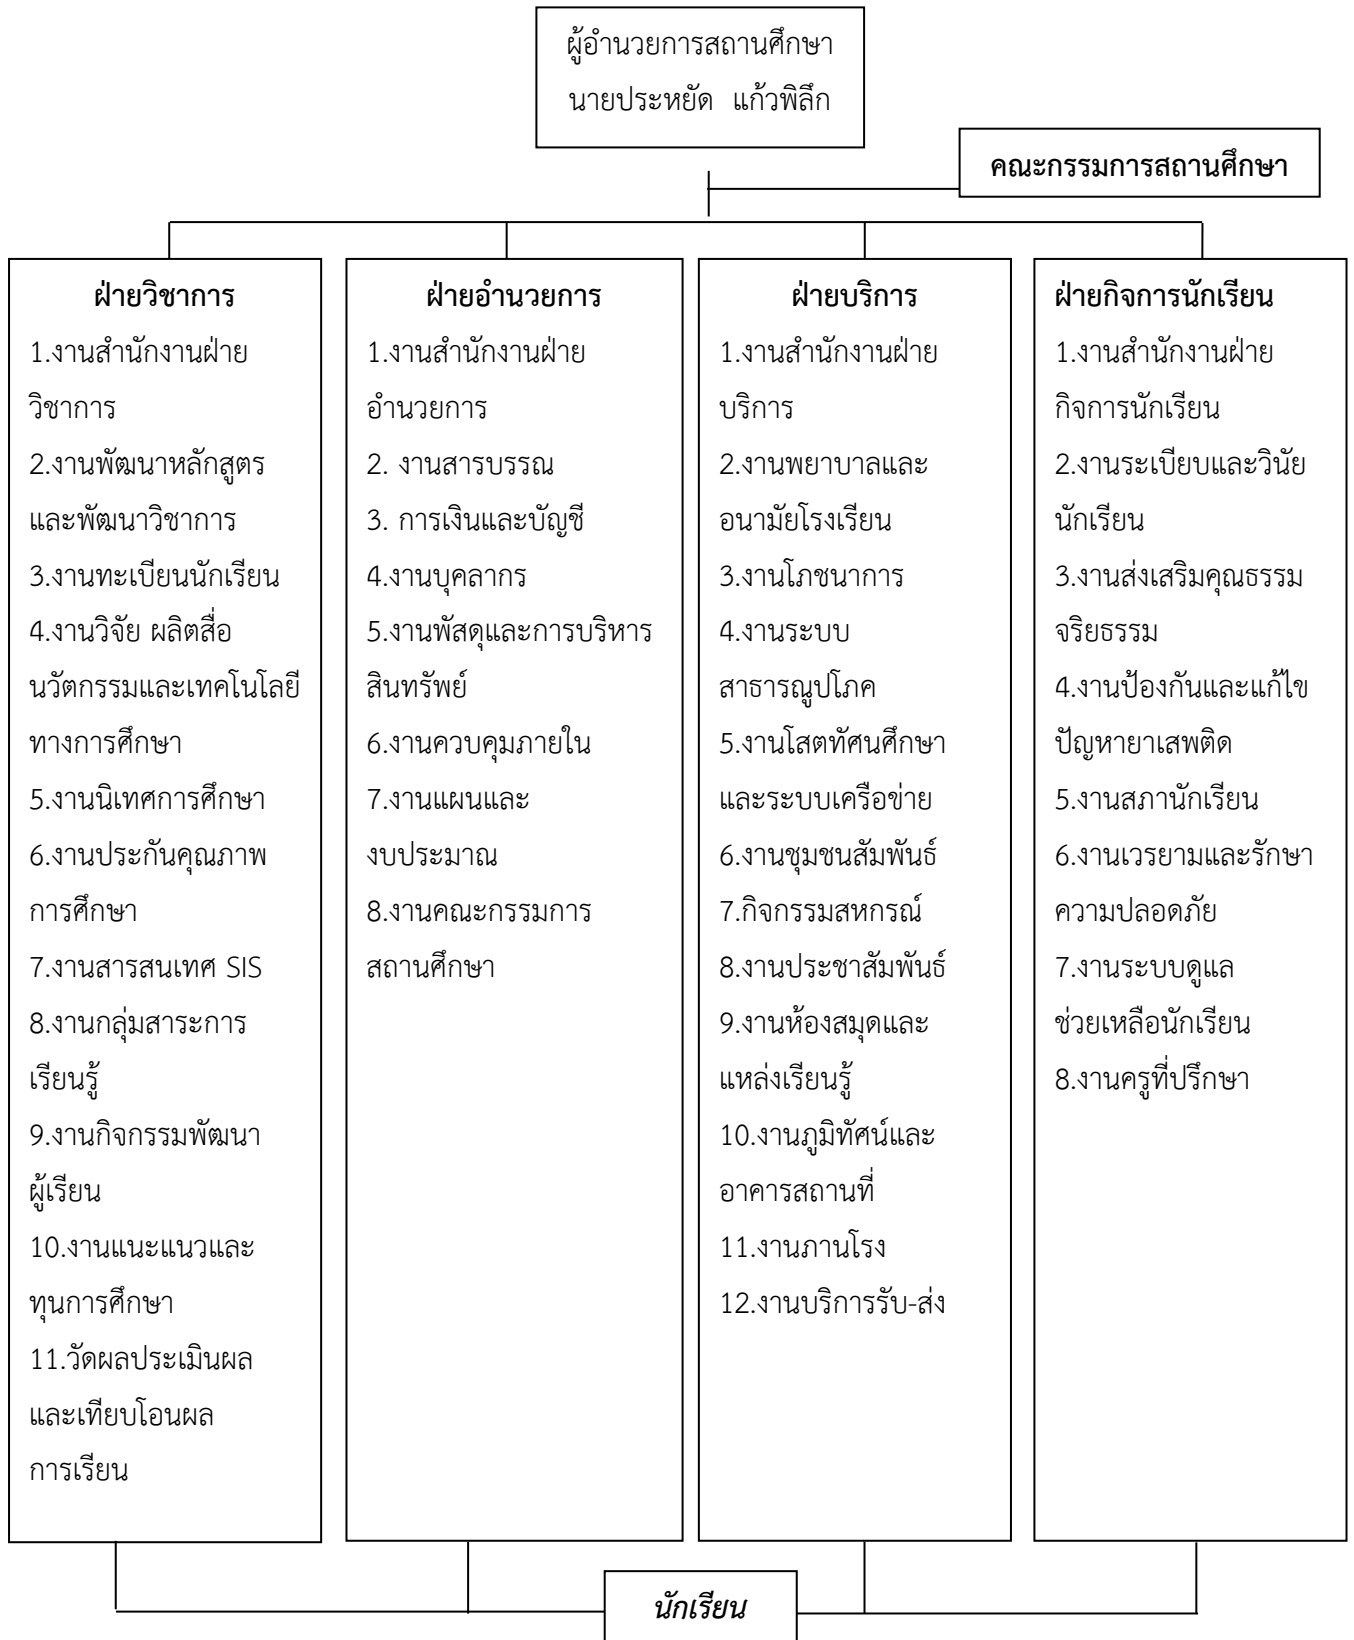 ผู้อำนวยการสถานศึกษา
นายประหยัด แก้วพิลึก
คณะกรรมการสถานศึกษา
ฝ่ายวิชาการ
1.งานสำนักงานฝ่าย
วิชาการ
2.งานพัฒนาหลักสูตร
และพัฒนาวิชาการ
3.งานทะเบียนนักเรียน
4.งานวิจัย ผลิตสื่อ
นวัตกรรมและเทคโนโลยี
ทางการศึกษา
5.งานนิเทศการศึกษา
6.งานประกันคุณภาพ
การศึกษา
7.งานสารสนเทศ SIS
8.งานกลุ่มสาระการ
เรียนรู้
9.งานกิจกรรมพัฒนา
ผู้เรียน
10.งานแนะแนวและ
ทุนการศึกษา
11.วัดผลประเมินผล
และเทียบโอนผล
การเรียน
ฝ่ายอำนวยการ
1.งานสำนักงานฝ่าย
อำนวยการ
2. งานสารบรรณ
3. การเงินและบัญชี
4.งานบุคลากร
5.งานพัสดุและการบริหาร
สินทรัพย์
6.งานควบคุมภายใน
7.งานแผนและ
งบประมาณ
8.งานคณะกรรมการ
สถานศึกษา
ฝ่ายบริการ
1.งานสำนักงานฝ่าย
บริการ
2.งานพยาบาลและ
อนามัยโรงเรียน
3.งานโภชนาการ
4.งานระบบ
สาธารณูปโภค
5.งานโสตทัศนศึกษา
และระบบเครือข่าย
6.งานชุมชนสัมพันธ์
7.กิจกรรมสหกรณ์
8.งานประชาสัมพันธ์
9.งานห้องสมุดและ
แหล่งเรียนรู้
10.งานภูมิทัศน์และ
อาคารสถานที่
11.งานภานโรง
12.งานบริการรับ-ส่ง
ฝ่ายกิจการนักเรียน
1.งานสำนักงานฝ่าย
กิจการนักเรียน
2.งานระเบียบและวินัย
นักเรียน
3.งานส่งเสริมคุณธรรม
จริยธรรม
4.งานป้องกันและแก้ไข
ปัญหายาเสพติด
5.งานสภานักเรียน
6.งานเวรยามและรักษา
ความปลอดภัย
7.งานระบบดูแล
ช่วยเหลือนักเรียน
8.งานครูที่ปรึกษา
นักเรียน